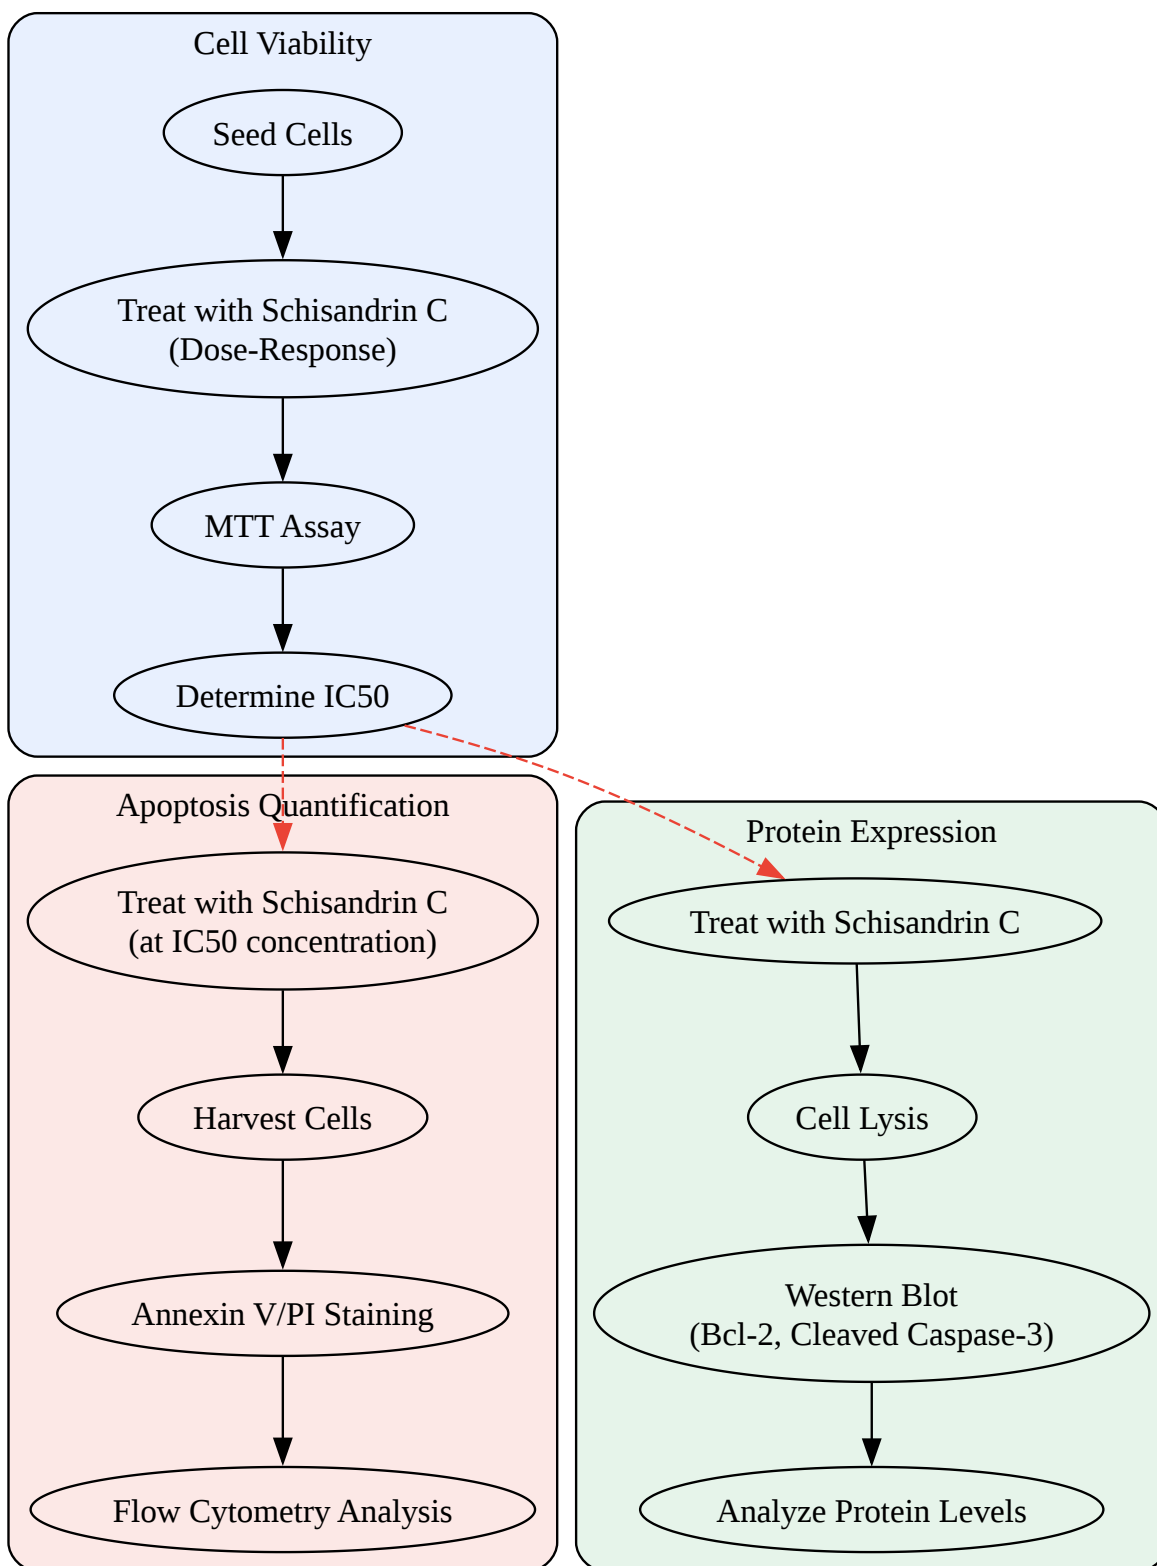 Cell Viability
Seed Cells
Treat with Schisandrin C
(Dose-Response)
MTT Assay
Determine IC50
Apoptosis Quantification
Treat with Schisandrin C
(at IC50 concentration)
Harvest Cells
Annexin V/PI Staining
Flow Cytometry Analysis
Protein Expression
Treat with Schisandrin C
Cell Lysis
Western Blot
(Bcl-2, Cleaved Caspase-3)
Analyze Protein Levels